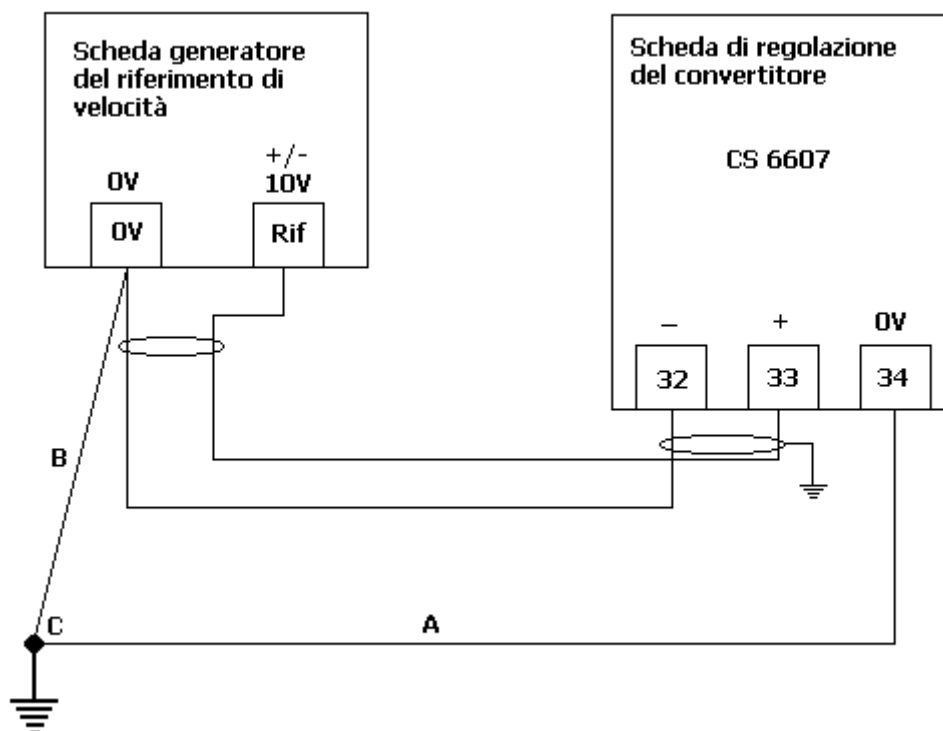 Scheda generatore
del riferimento di
velocità
0V
+/-
10V
0V
Rif
Scheda di regolazione
del convertitore
CS 6607
–
+
0V
32
33
34
B
C
A